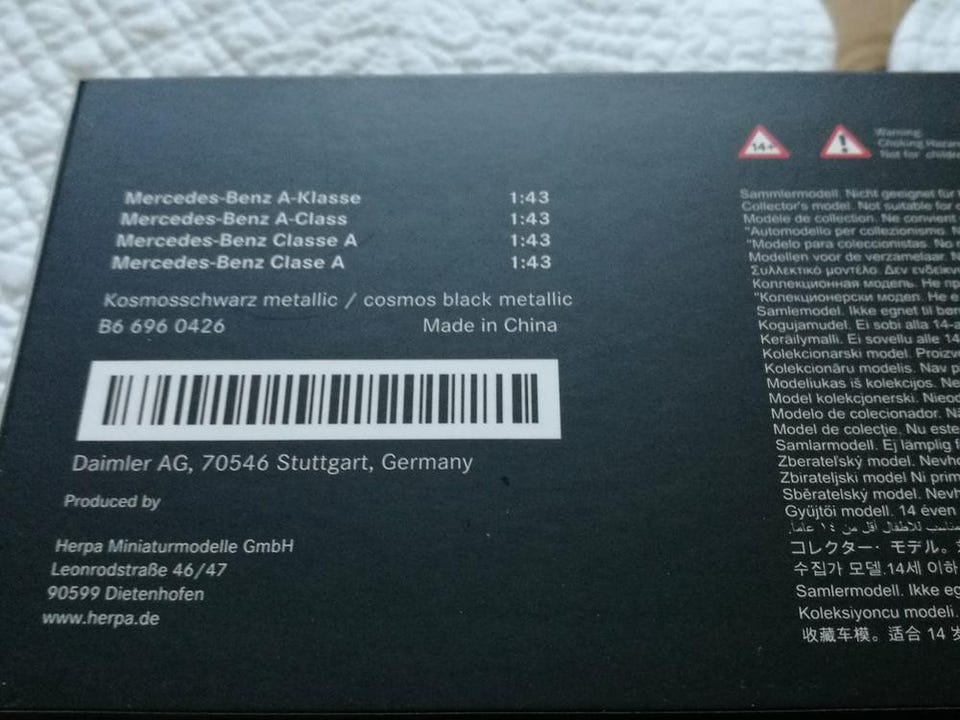 Mercedes-Benz A-Klasse 1:43
Mercedes-Benz A-Class 1:43
Mercedes-Benz Classe A 1:43
Mercedes-Benz Clase A 1:43
Kosmosschwarz metallic / cosmos black metallic
B6 696 0426 Made in China
Daimler AG, 70546 Stuttgart, Germany
Produced by
Herpa Miniaturmodelle GmbH
Leonrodstraße 46/47
90599 Dietenhofen
www.herpa.de
14+ !
Warning.
Choking Hazard
Not for children
Sammlermodell. Nicht geeignet für
Collector's model. Not suitable for
Modèle de collection. Ne convient
"Automodello per collezionismo.
"Modelo para coleccionistas. No
Modellen voor de verzamelaar.
Συλλεκτικό μοντέλο. Δεν
Коллекционная модель. Не
"Колекционерски модел. Не е
Samlemodel. Ikke egnet til
Kogujamudel. Ei sobi alla 14-
Keräilymalli. Ei sovellu alle 14
Kolekcionarski model.
Kolekcionāru modelis. Nav
Modeliukas iš kolekcijos.
Model kolekcjonerski.
Modelo de colecionador.
Model de colecţie. Nu este
Samlarmodell. Ej lämplig
Zberateľský model.
Zbirateljski model Ni
Sběratelský model.
Gyűjtői modell. 14 éven
للأطفال أقل من ١٤ عاماً.
コレクター・モデル。
수집가 모델.14세 이하
Samlermodell. Ikke
Koleksiyoncu modeli.
收藏车模。适合 14 岁